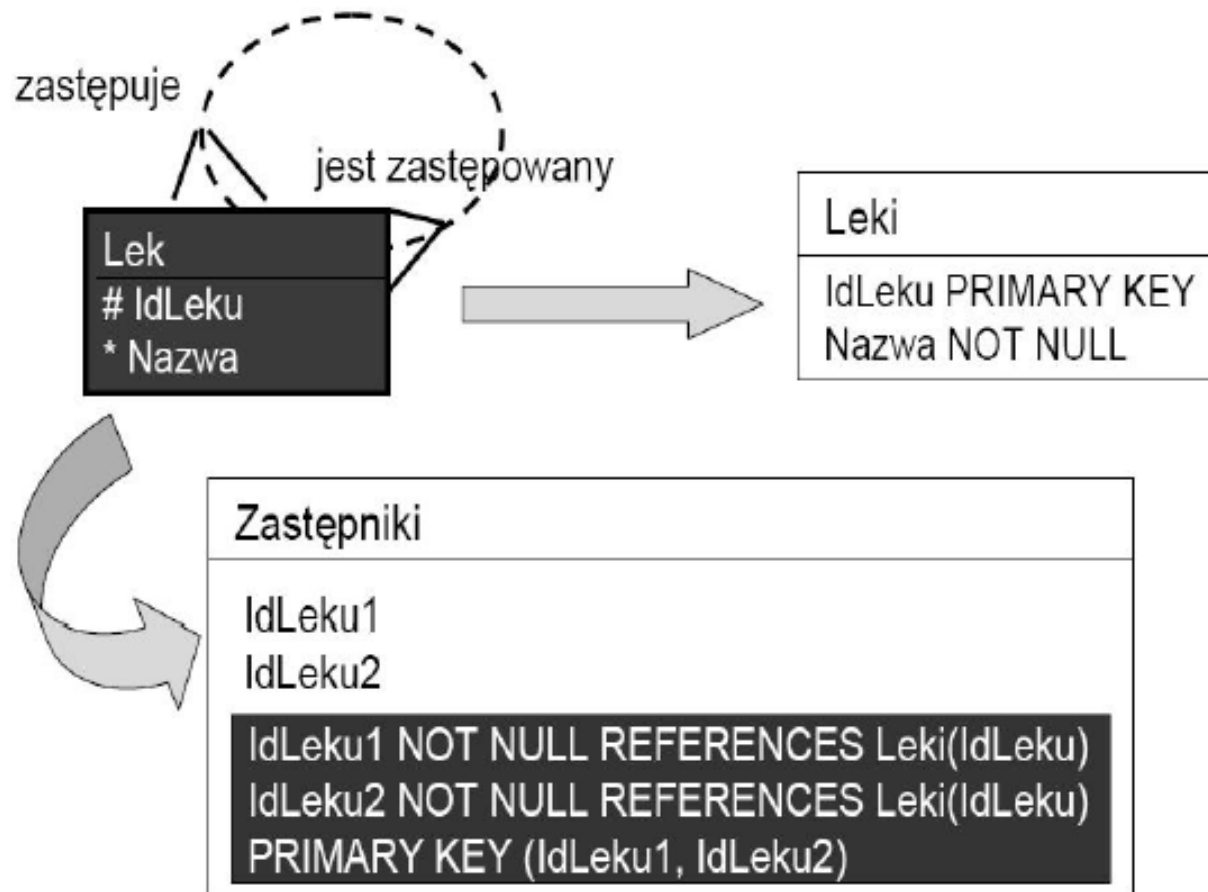 zastępuje
jest zastępowany
Lek
# IdLeku
* Nazwa
Leki
IdLeku PRIMARY KEY
Nazwa NOT NULL
Zastępniki
IdLeku1
IdLeku2
IdLeku1 NOT NULL REFERENCES Leki(IdLeku)
IdLeku2 NOT NULL REFERENCES Leki(IdLeku)
PRIMARY KEY (IdLeku1, IdLeku2)